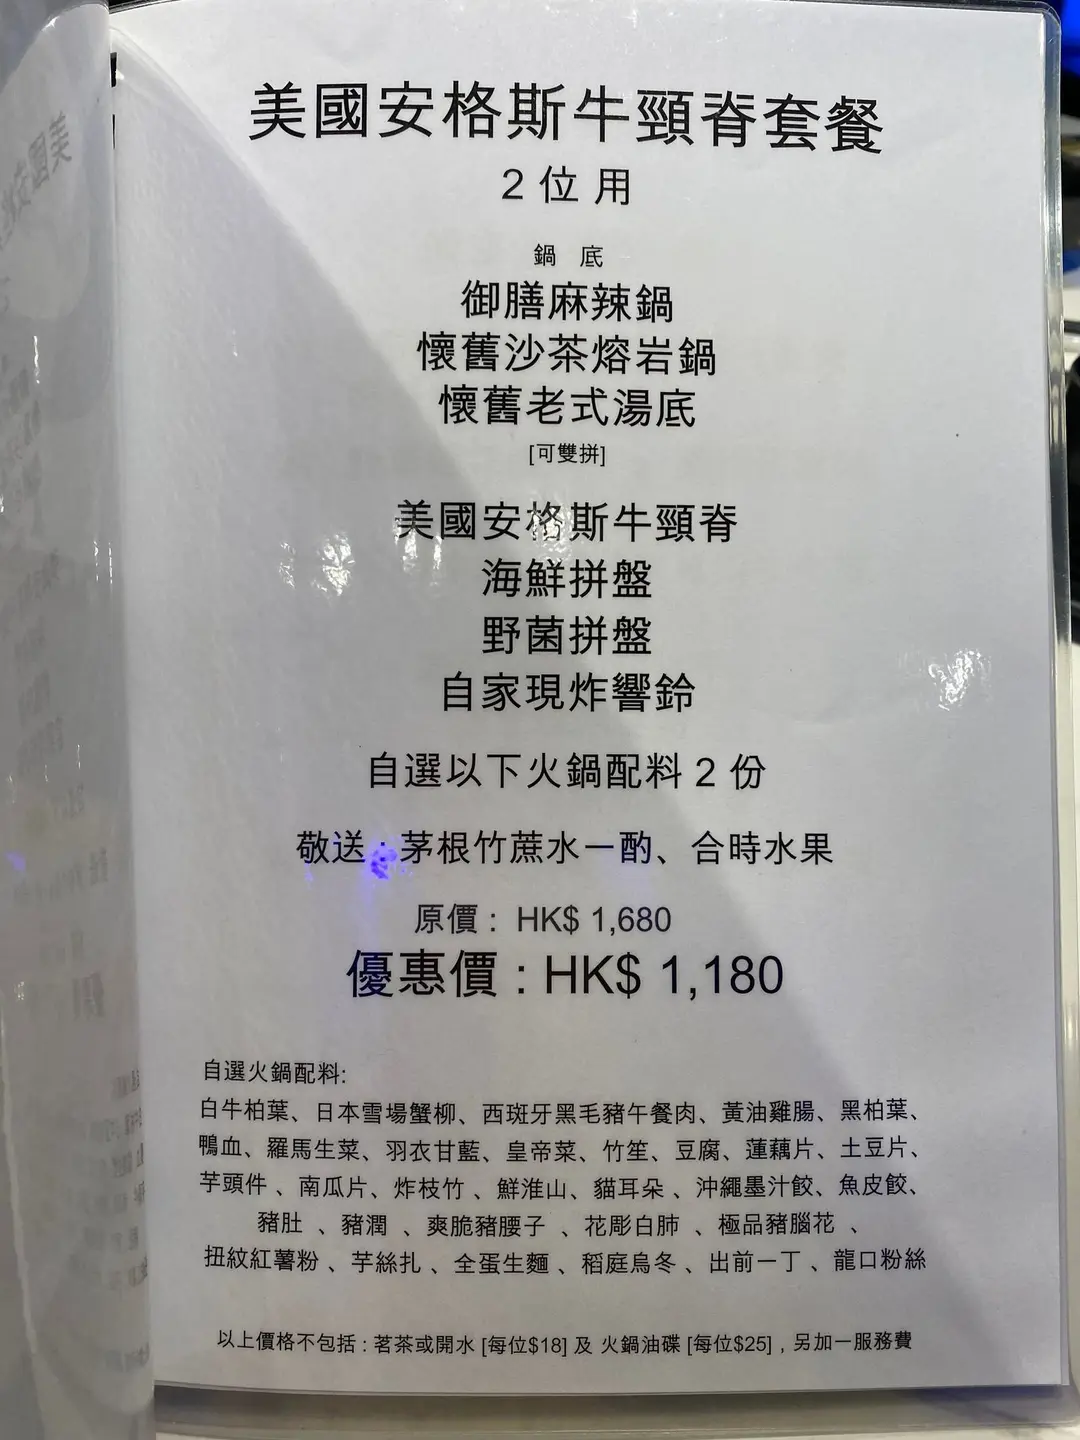 美國安格斯牛頸脊套餐
2 位 用
鍋 底
御膳麻辣鍋
懷舊沙茶熔岩鍋
懷舊老式湯底
[可雙拼]
美國安格斯牛頸脊
海鮮拼盤
野菌拼盤
自家現炸響鈴
自選以下火鍋配料 2 份
敬送：茅根竹蔗水一酌、合時水果
原價： HK$ 1,680
優惠價：HK$ 1,180
自選火鍋配料:
白牛柏葉、日本雪場蟹柳、西班牙黑毛豬午餐肉、黃油雞腸、黑柏葉、
鴨血、羅馬生菜、羽衣甘藍、皇帝菜、竹笙、豆腐、蓮藕片、土豆片、
芋頭件 、南瓜片、炸枝竹 、鮮淮山、貓耳朵 、沖繩墨汁餃、魚皮餃、
豬肚 、豬潤 、爽脆豬腰子 、花彫白肺 、極品豬腦花 、
扭紋紅薯粉 、芋絲扎 、全蛋生麵 、稻庭烏冬 、出前一丁 、龍口粉絲
以上價格不包括 : 茗茶或開水 [每位$18] 及 火鍋油碟 [每位$25]，另加一服務費